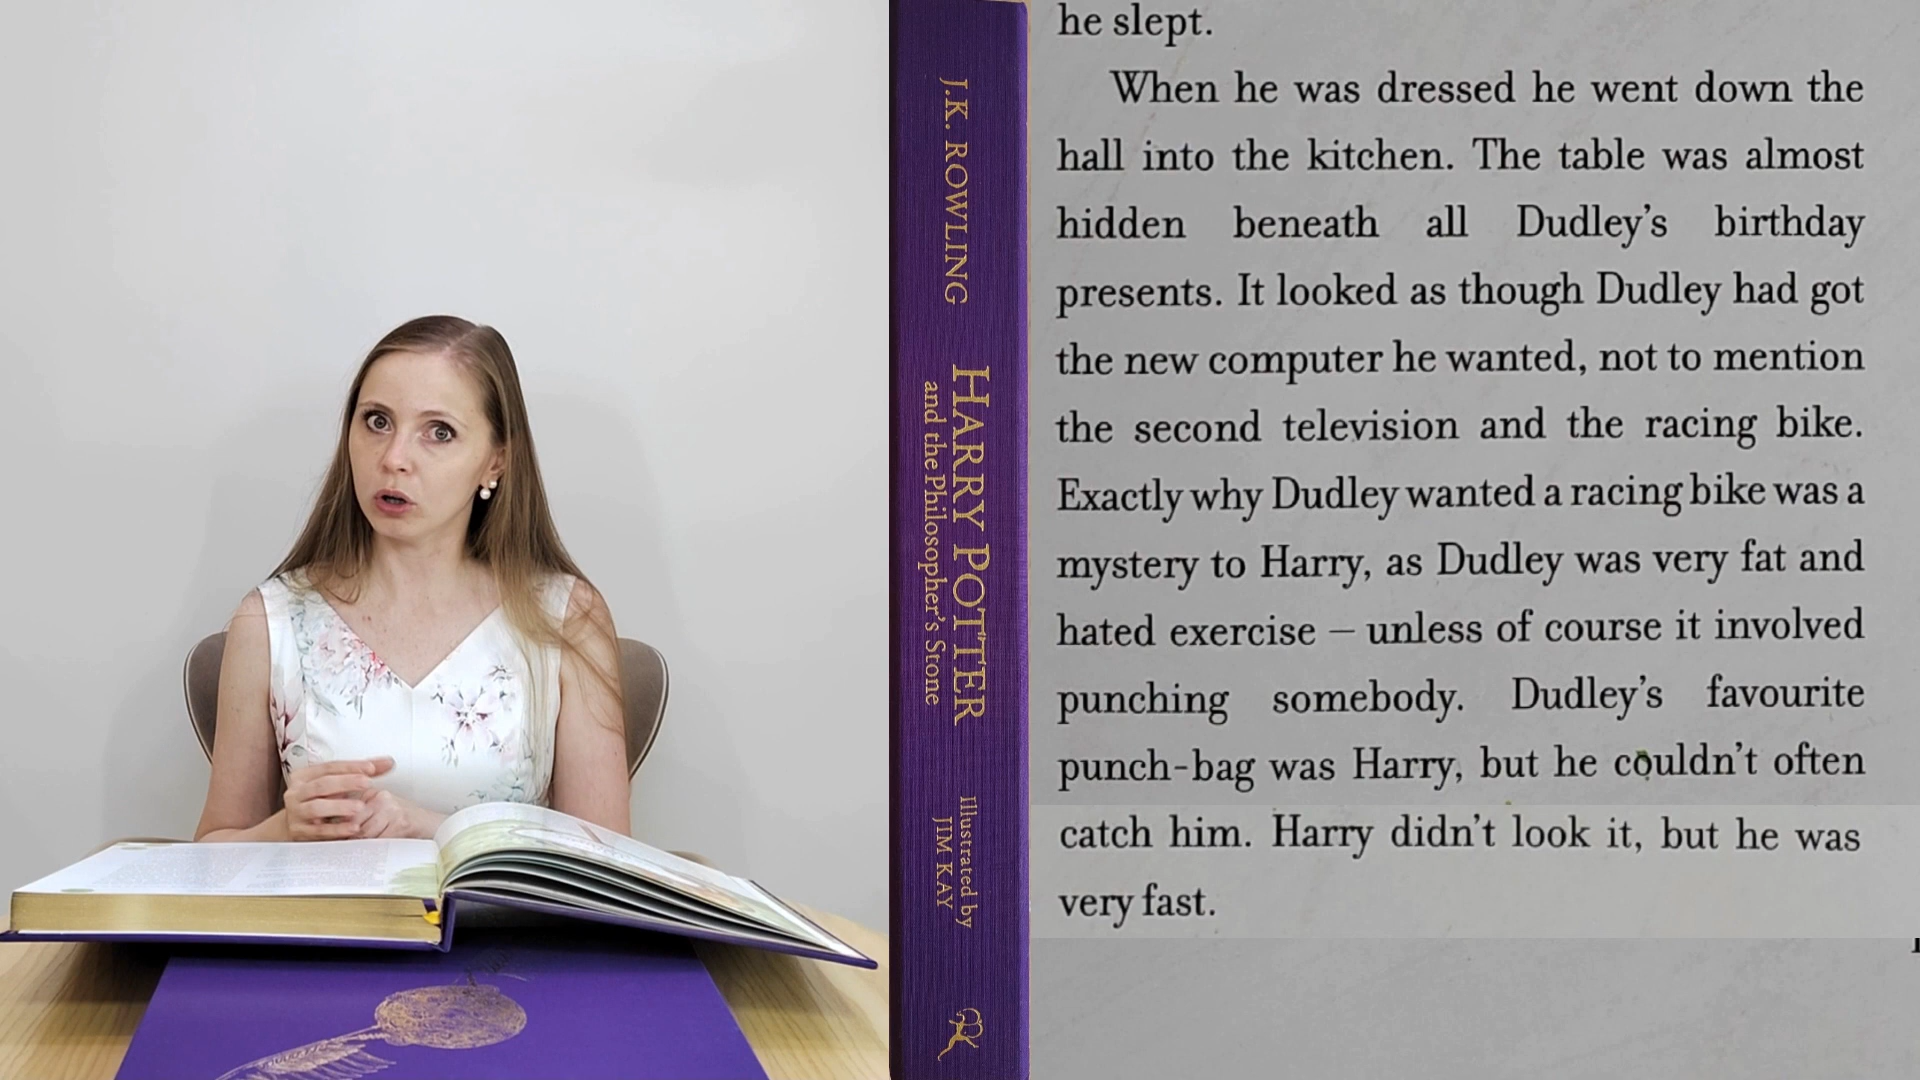 J.K. ROWLING
HARRY POTTER
and the Philosopher's Stone
Illustrated by
JIM KAY
he slept.
When he was dressed he went down the
hall into the kitchen. The table was almost
hidden beneath all Dudley's birthday
presents. It looked as though Dudley had got
the new computer he wanted, not to mention
the second television and the racing bike.
Exactly why Dudley wanted a racing bike was a
mystery to Harry, as Dudley was very fat and
hated exercise – unless of course it involved
punching somebody. Dudley's favourite
punch-bag was Harry, but he couldn't often
catch him. Harry didn't look it, but he was
very fast.